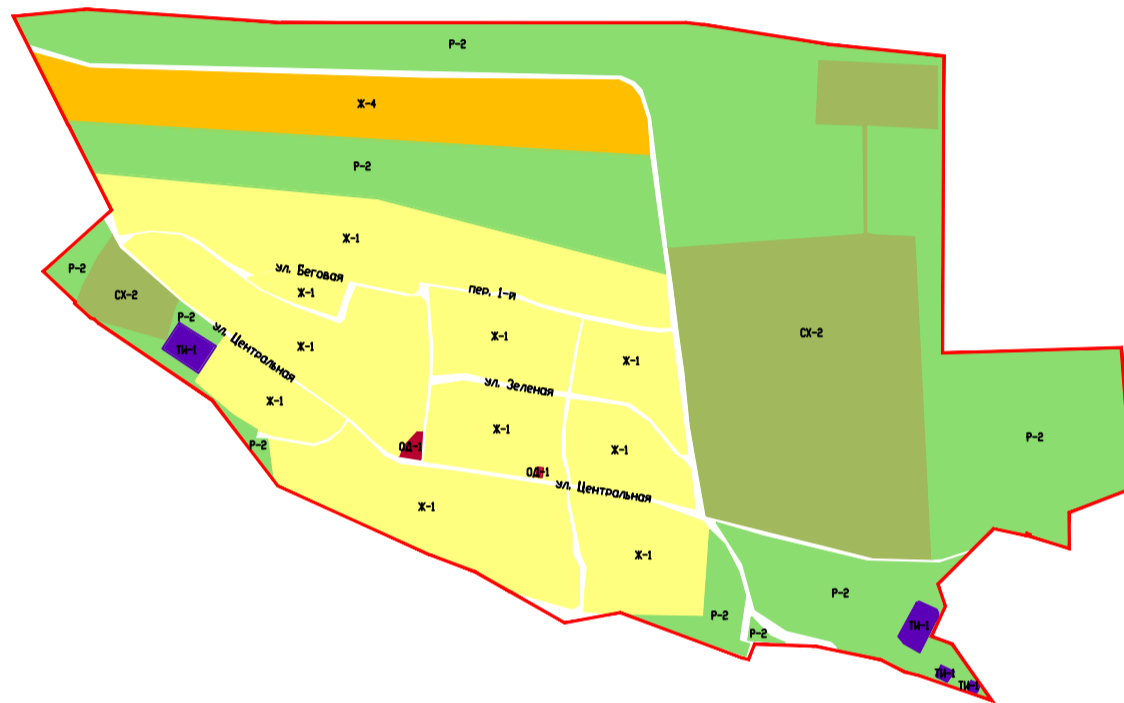 Р-2
Ж-4
Р-2
Ж-1
Р-2
ул. Беговая
Ж-1
пер. 1-й
СХ-2
Р-2
ул. Центральная
СХ-2
Ж-1
Ж-1
ТИ-1
Ж-1
ул. Зеленая
Ж-1
Ж-1
Р-2
Р-2
ОД-1
Ж-1
ОД-1
ул. Центральная
Ж-1
Ж-1
Р-2
Р-2
ТИ-1
Р-2
ТИ-1
ТИ-1